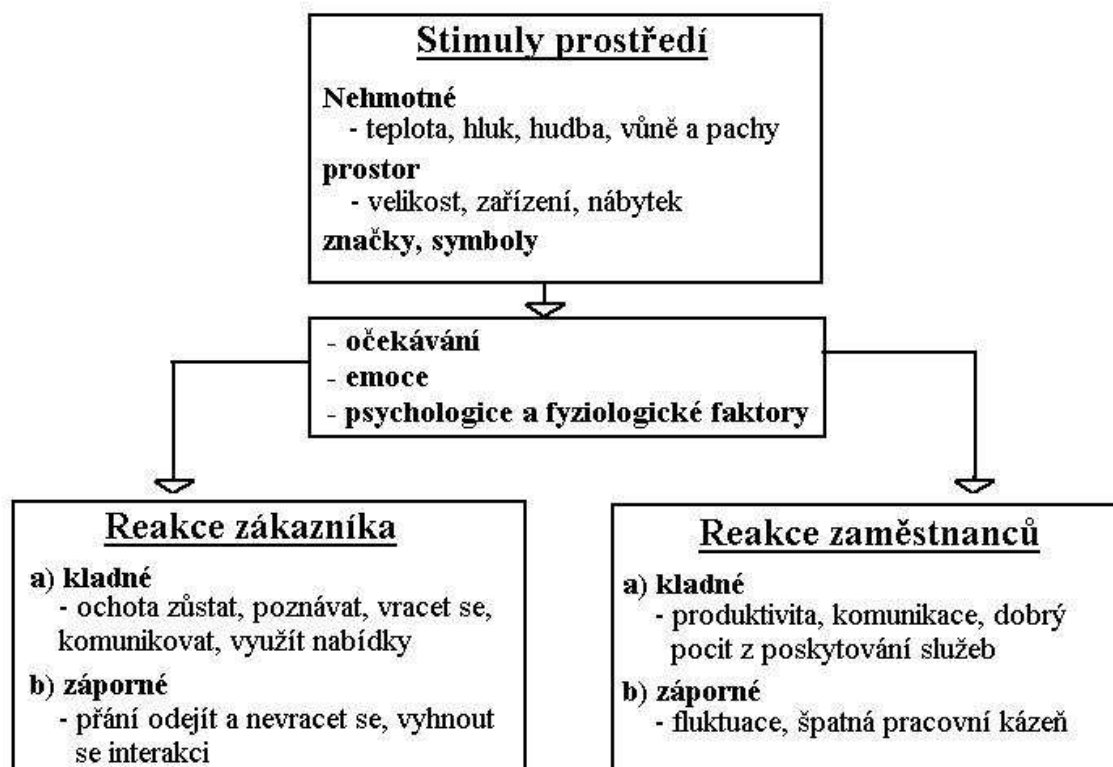 Stimuly prostředí
Nehmotné
- teplota, hluk, hudba, vůně a pachy
prostor
- velikost, zařízení, nábytek
značky, symboly
- očekávání
- emoce
- psychologice a fyziologické faktory
Reakce zákazníka
a) kladné
- ochota zůstat, poznávat, vracet se,
komunikovat, využít nabídky
b) záporné
- přání odejít a nevracet se, vyhnout
se interakci
Reakce zaměstnanců
a) kladné
- produktivita, komunikace, dobrý
pocit z poskytování služeb
b) záporné
- fluktuace, špatná pracovní kázeň